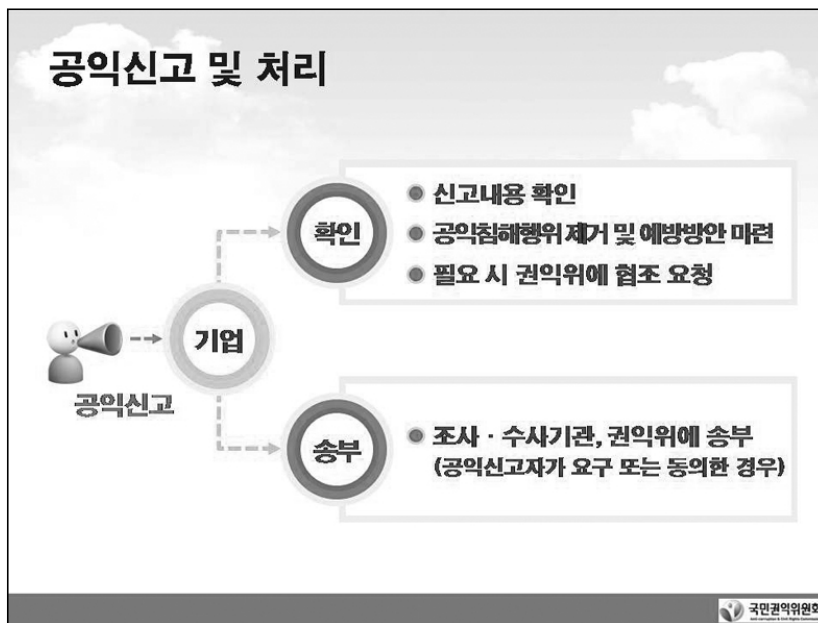 공익신고 및 처리
확인
● 신고내용 확인
● 공익침해행위 제거 및 예방방안 마련
● 필요 시 권익위에 협조 요청
기업
공익신고
송부
● 조사 · 수사기관, 권익위에 송부
(공익신고자가 요구 또는 동의한 경우)
국민권익위원회